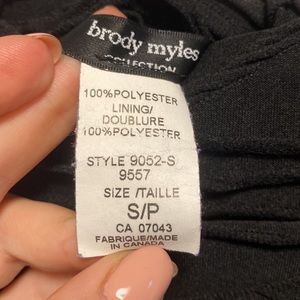 brody myles
COLLECTION
100%POLYESTER
LINING/
DOUBLURE
100%POLYESTER
STYLE 9052-S
9557
SIZE /TAILLE
S/P
CA 07043
FABRIQUE/MADE
IN CANADA